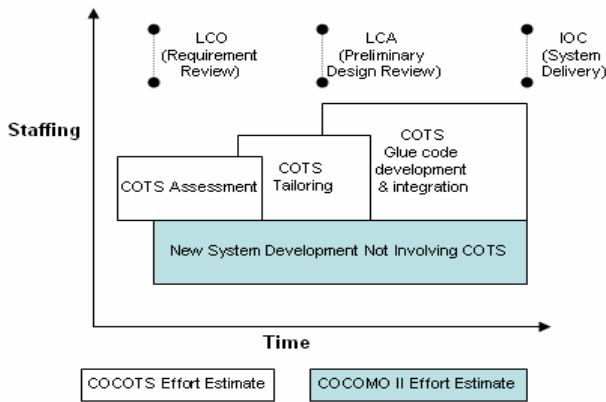 LCO
(Requirement
Review)
LCA
(Preliminary
Design Review)
IOC
(System
Delivery)
Staffing
COTS Assessment
COTS
Tailoring
COTS
Glue code
development
& integration
New System Development Not Involving COTS
Time
COCOTS Effort Estimate
COCOMO II Effort Estimate